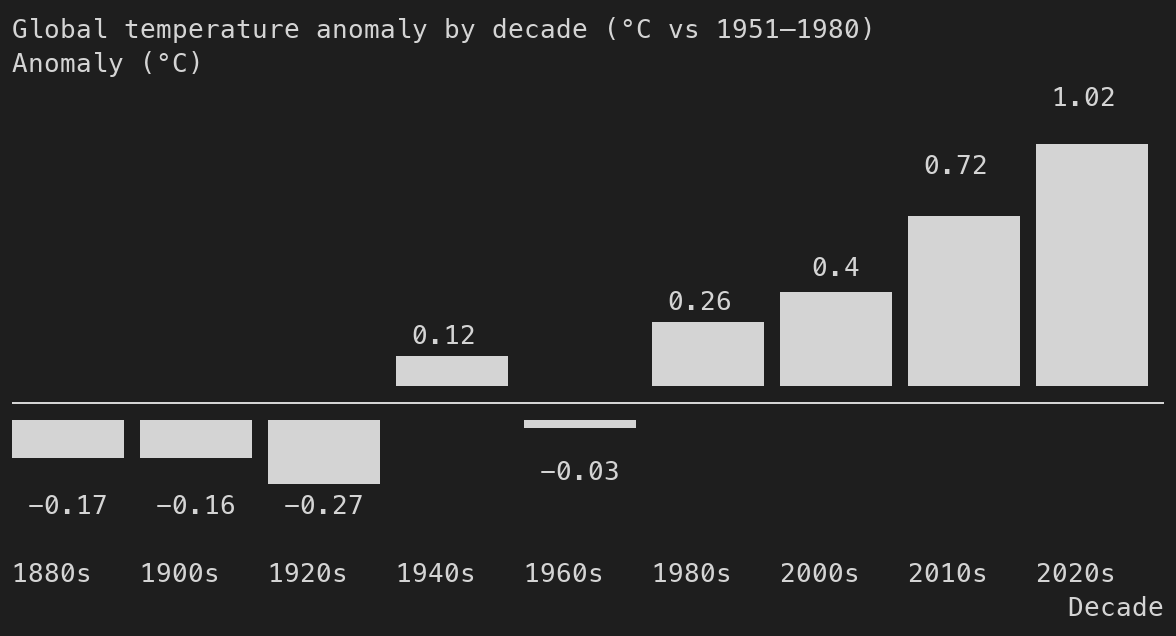 Global temperature anomaly by decade (°C vs 1951–1980)
Anomaly (°C)
1.02
0.72
0.4
0.26
0.12
−0.03
−0.17 −0.16 −0.27
1880s 1900s 1920s 1940s 1960s 1980s 2000s 2010s 2020s
Decade